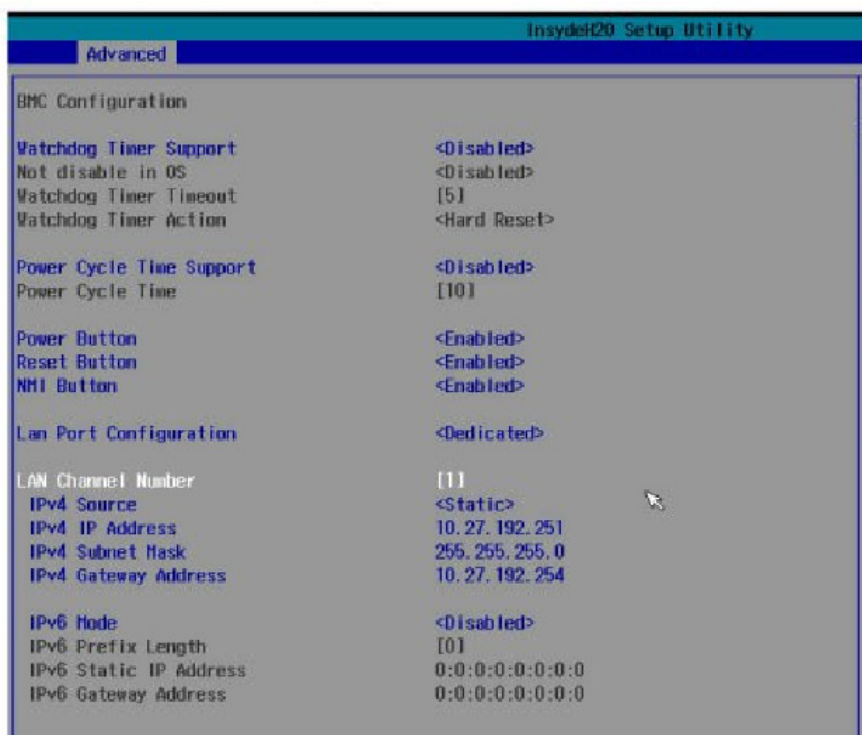 InsydeH2O Setup Utility
Advanced
BMC Configuration
Watchdog Timer Support <Disabled>
Not disable in OS <Disabled>
Watchdog Timer Timeout [5]
Watchdog Timer Action <Hard Reset>
Power Cycle Time Support <Disabled>
Power Cycle Time [10]
Power Button <Enabled>
Reset Button <Enabled>
NMI Button <Enabled>
Lan Port Configuration <Dedicated>
LAN Channel Number [1]
IPv4 Source <Static>
IPv4 IP Address 10.27.192.251
IPv4 Subnet Mask 255.255.255.0
IPv4 Gateway Address 10.27.192.254
IPv6 Mode <Disabled>
IPv6 Prefix Length [0]
IPv6 Static IP Address 0:0:0:0:0:0:0:0
IPv6 Gateway Address 0:0:0:0:0:0:0:0